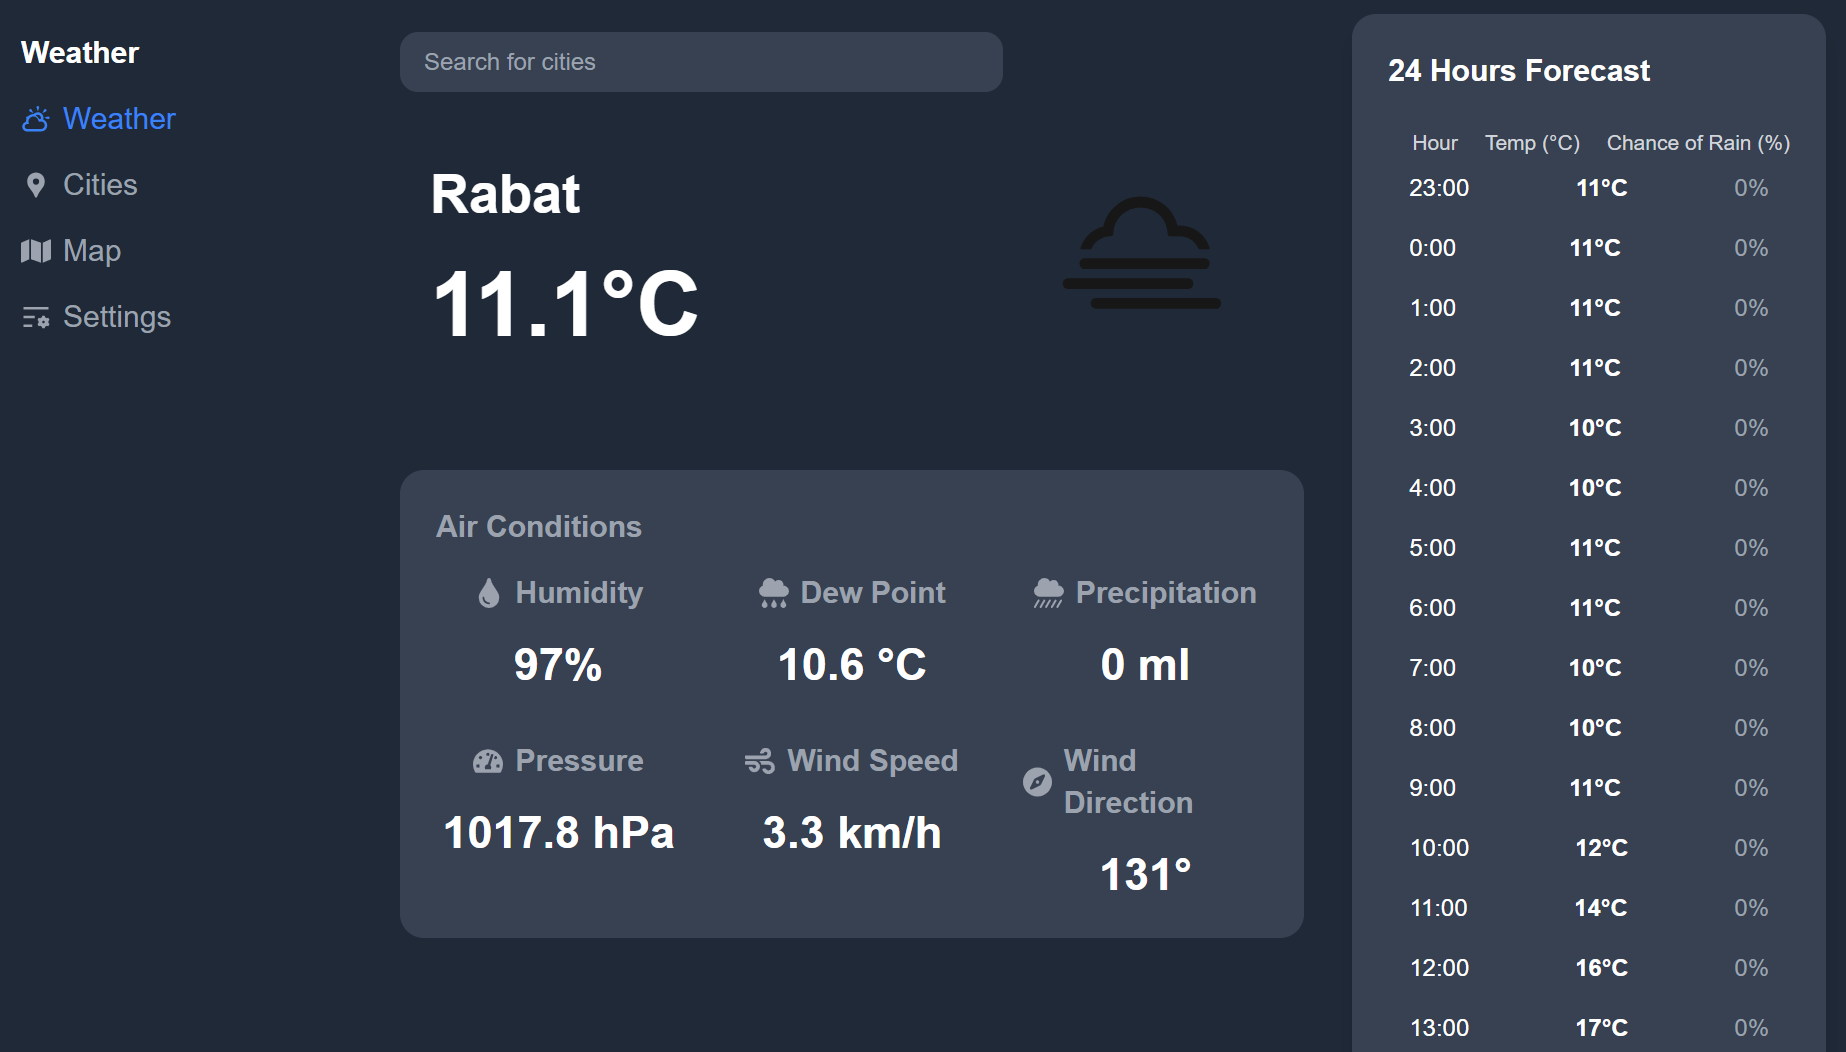 Weather
Weather
Cities
Map
Settings
Search for cities
Rabat
11.1°C
Air Conditions
Humidity
97%
Dew Point
10.6 °C
Precipitation
0 ml
Pressure
1017.8 hPa
Wind Speed
3.3 km/h
Wind
Direction
131°
24 Hours Forecast
Hour Temp (°C) Chance of Rain (%)
23:00 11°C 0%
0:00 11°C 0%
1:00 11°C 0%
2:00 11°C 0%
3:00 10°C 0%
4:00 10°C 0%
5:00 11°C 0%
6:00 11°C 0%
7:00 10°C 0%
8:00 10°C 0%
9:00 11°C 0%
10:00 12°C 0%
11:00 14°C 0%
12:00 16°C 0%
13:00 17°C 0%